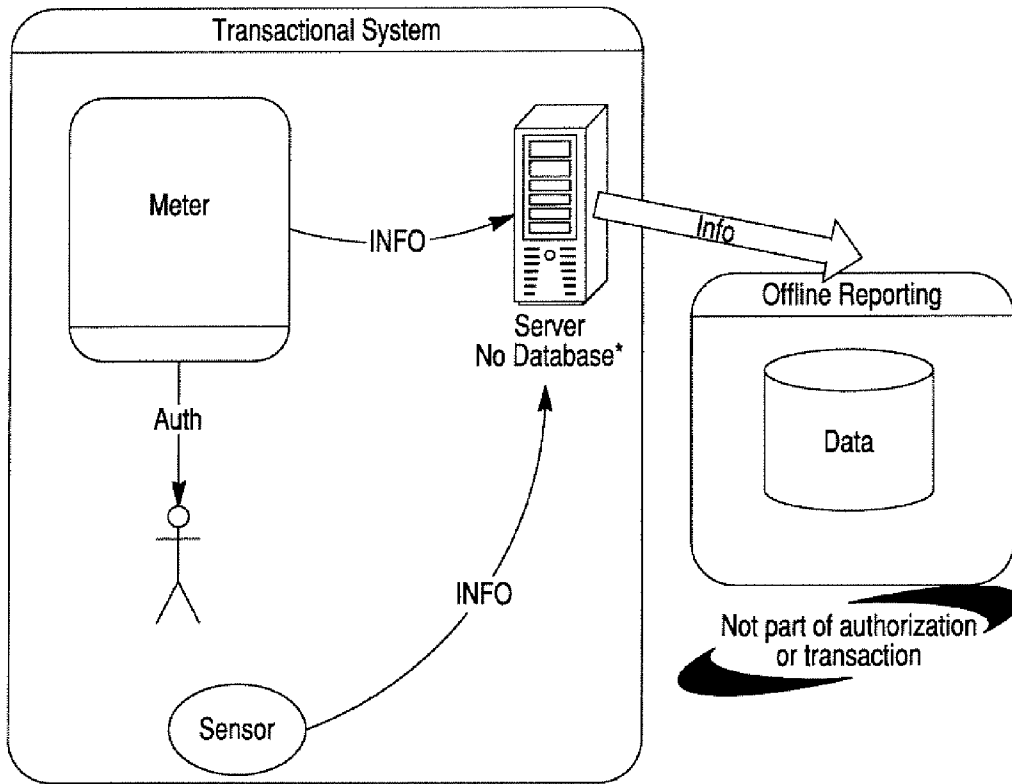 Transactional System
Meter
INFO
Info
Server
No Database*
Offline Reporting
Auth
Data
INFO
Not part of authorization
or transaction
Sensor